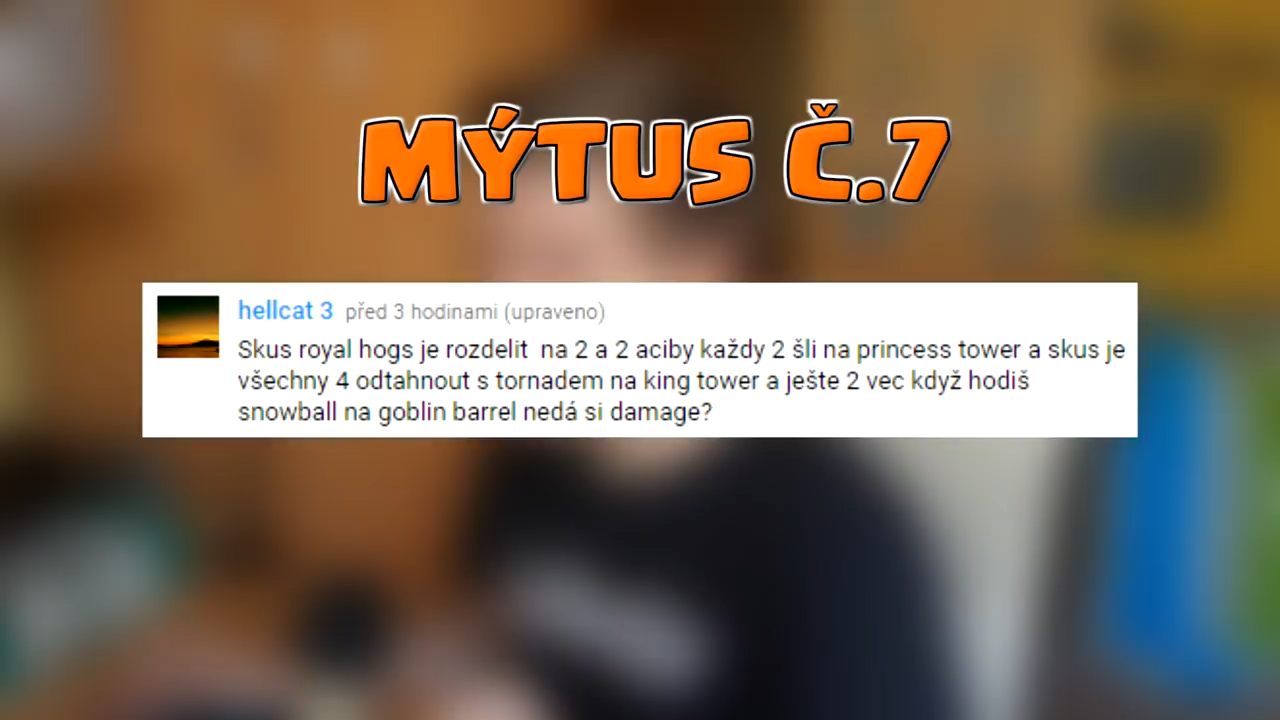 MÝTUS Č.7
hellcat 3 před 3 hodinami (upraveno)
Skus royal hogs je rozdelit na 2 a 2 aciby každy 2 šli na princess tower a skus je
všechny 4 odtahnout s tornadem na king tower a ješte 2 vec když hodiš
snowball na goblin barrel nedá si damage?